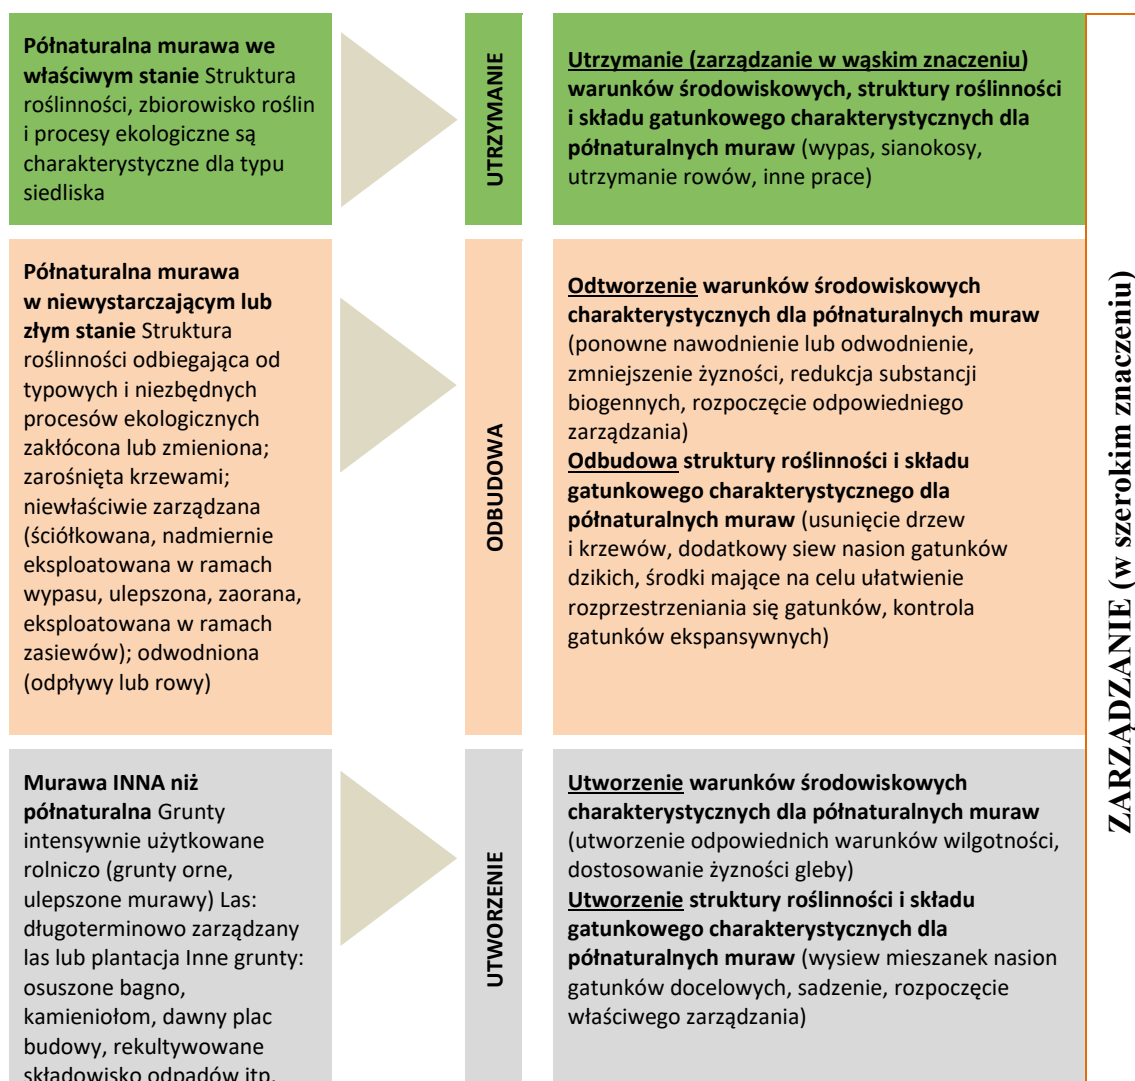 Półnaturalna murawa we
właściwym stanie Struktura
roślinności, zbiorowisko roślin
i procesy ekologiczne są
charakterystyczne dla typu
siedliska
UTRZYMANIE
Utrzymanie (zarządzanie w wąskim znaczeniu)
warunków środowiskowych, struktury roślinności
i składu gatunkowego charakterystycznych dla
półnaturalnych muraw (wypas, sianokosy,
utrzymanie rowów, inne prace)
Półnaturalna murawa
w niewystarczającym lub
złym stanie Struktura
roślinności odbiegająca od
typowych i niezbędnych
procesów ekologicznych
zakłócona lub zmieniona;
zarośnięta krzewami;
niewłaściwie zarządzana
(ściółkowana, nadmiernie
eksploatowana w ramach
wypasu, ulepszona, zaorana,
eksploatowana w ramach
zasiewów); odwodniona
(odpływy lub rowy)
ODBUDOWA
Odtworzenie warunków środowiskowych
charakterystycznych dla półnaturalnych muraw
(ponowne nawodnienie lub odwodnienie,
zmniejszenie żyzności, redukcja substancji
biogennych, rozpoczęcie odpowiedniego
zarządzania)
Odbudowa struktury roślinności i składu
gatunkowego charakterystycznego dla
półnaturalnych muraw (usunięcie drzew
i krzewów, dodatkowy siew nasion gatunków
dzikich, środki mające na celu ułatwienie
rozprzestrzeniania się gatunków, kontrola
gatunków ekspansywnych)
Murawa INNA niż
półnaturalna Grunty
intensywnie użytkowane
rolniczo (grunty orne,
ulepszone murawy) Las:
długoterminowo zarządzany
las lub plantacja Inne grunty:
osuszone bagno,
kamieniołom, dawny plac
budowy, rekultywowane
składowisko odpadów itp.
UTWORZENIE
Utworzenie warunków środowiskowych
charakterystycznych dla półnaturalnych muraw
(utworzenie odpowiednich warunków wilgotności,
dostosowanie żyzności gleby)
Utworzenie struktury roślinności i składu
gatunkowego charakterystycznych dla
półnaturalnych muraw (wysiew mieszanek nasion
gatunków docelowych, sadzenie, rozpoczęcie
właściwego zarządzania)
ZARZĄDZANIE (w szerokim znaczeniu)